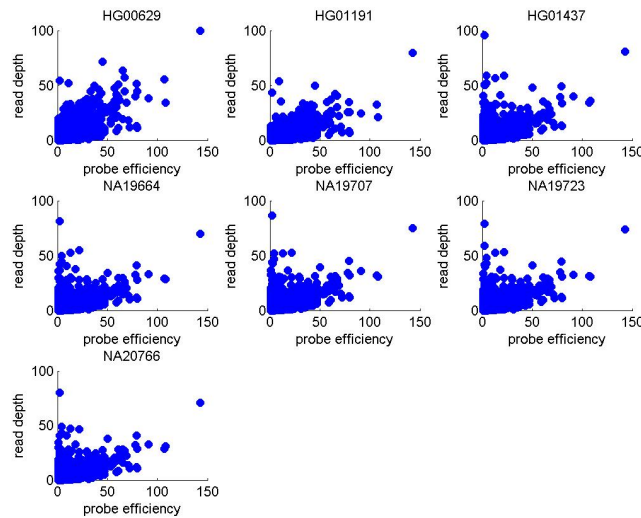 HG00629
100
50
0
read depth
0 50 100 150
probe efficiency
HG01191
100
50
0
read depth
0 50 100 150
probe efficiency
HG01437
100
50
0
read depth
0 50 100 150
probe efficiency
NA19664
100
50
0
read depth
0 50 100 150
probe efficiency
NA19707
100
50
0
read depth
0 50 100 150
probe efficiency
NA19723
100
50
0
read depth
0 50 100 150
probe efficiency
NA20766
100
50
0
read depth
0 50 100 150
probe efficiency